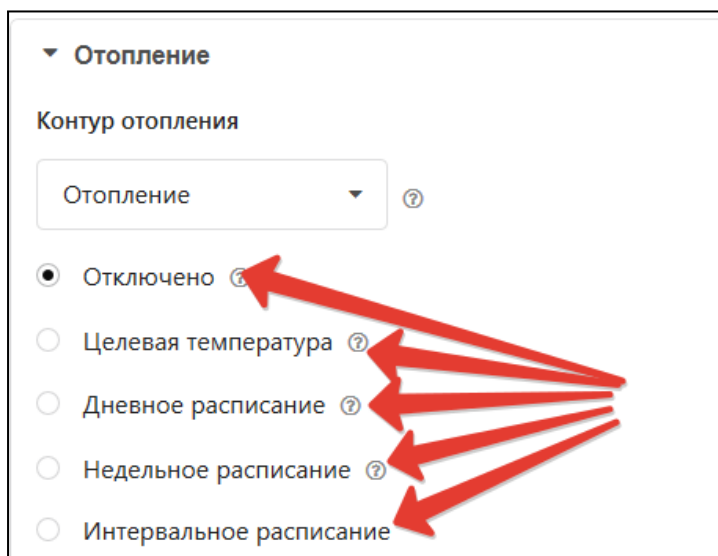 Отопление
Контур отопления
Отопление
Отключено
Целевая температура
Дневное расписание
Недельное расписание
Интервальное расписание